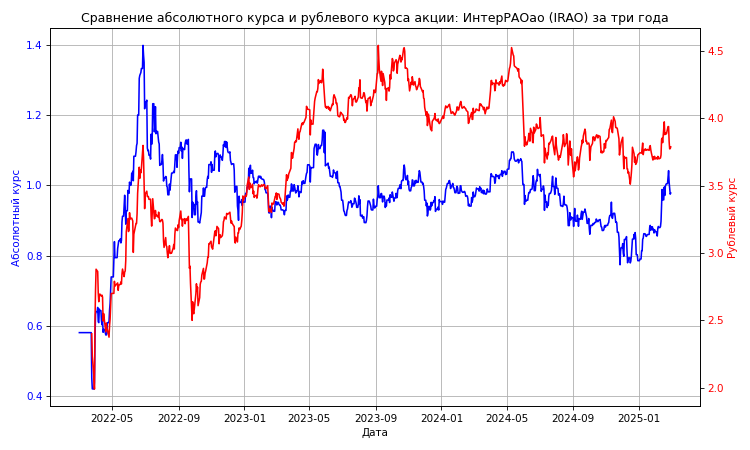 Сравнение абсолютного курса и рублевого курса акции: ИнтерРАОао (IRAO) за три года
1.4
1.2
1.0
0.8
0.6
0.4
Абсолютный курс
4.5
4.0
3.5
3.0
2.5
2.0
Рублевый курс
2022-05 2022-09 2023-01 2023-05 2023-09 2024-01 2024-05 2024-09 2025-01
Дата